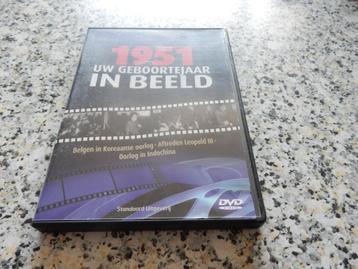 1951
UW GEBOORTEJAAR
IN BEELD
Belgen in Koreaanse oorlog - Aftreden Leopold III -
Oorlog in Indochina
Standaard Uitgeverij
DVD